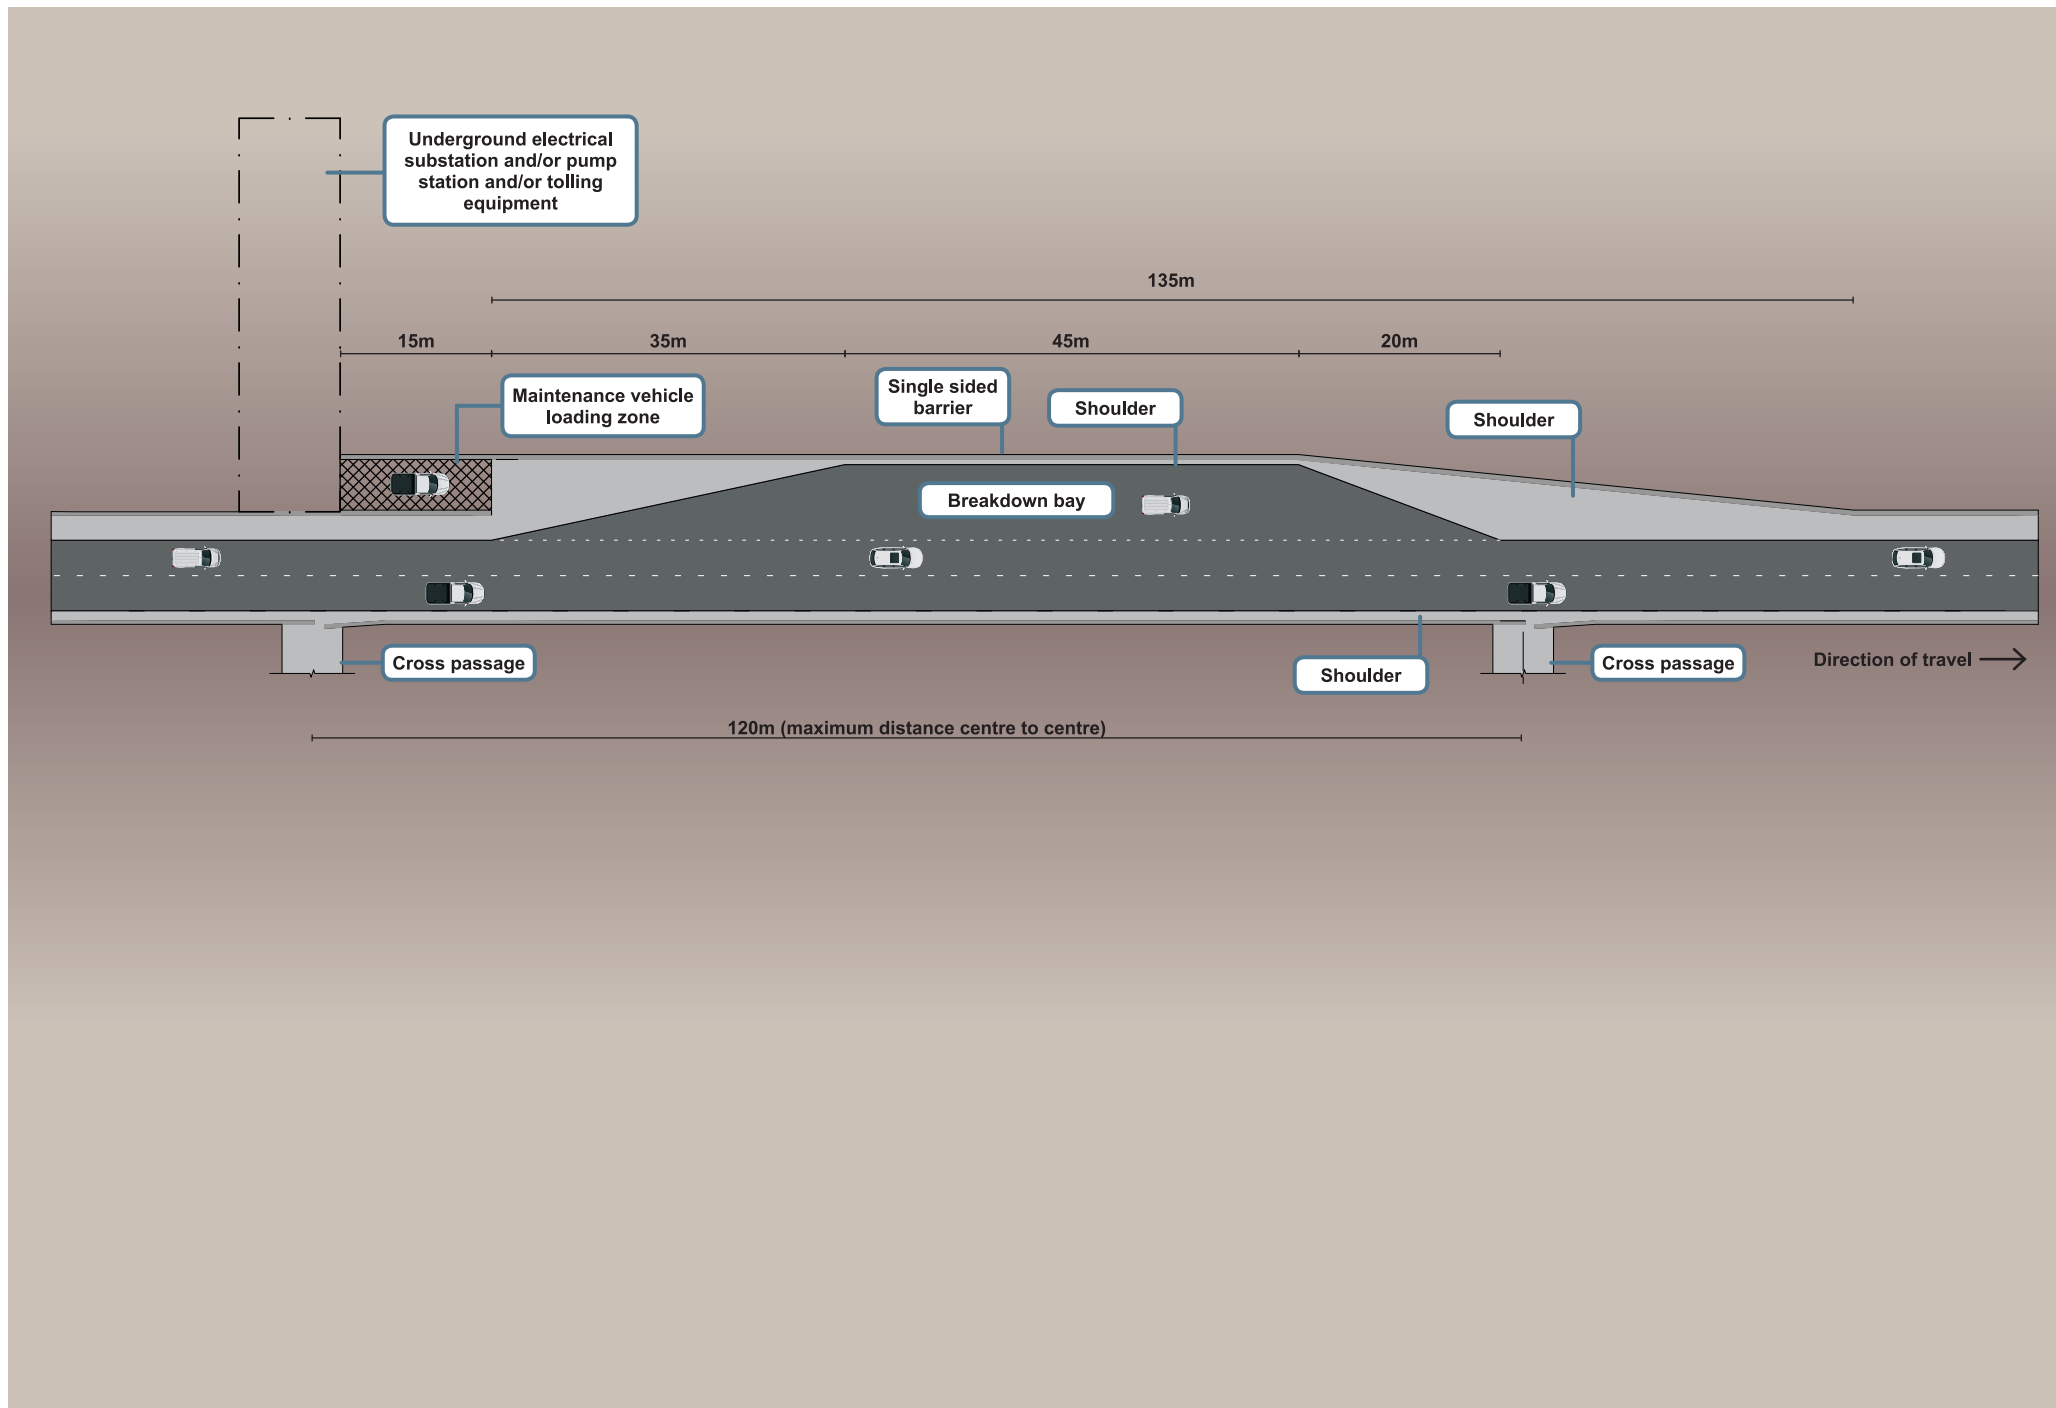 Underground electrical
substation and/or pump
station and/or tolling
equipment
135m
15m
35m
45m
20m
Maintenance vehicle
loading zone
Single sided
barrier
Shoulder
Shoulder
Breakdown bay
Cross passage
Shoulder
Cross passage
Direction of travel
120m (maximum distance centre to centre)